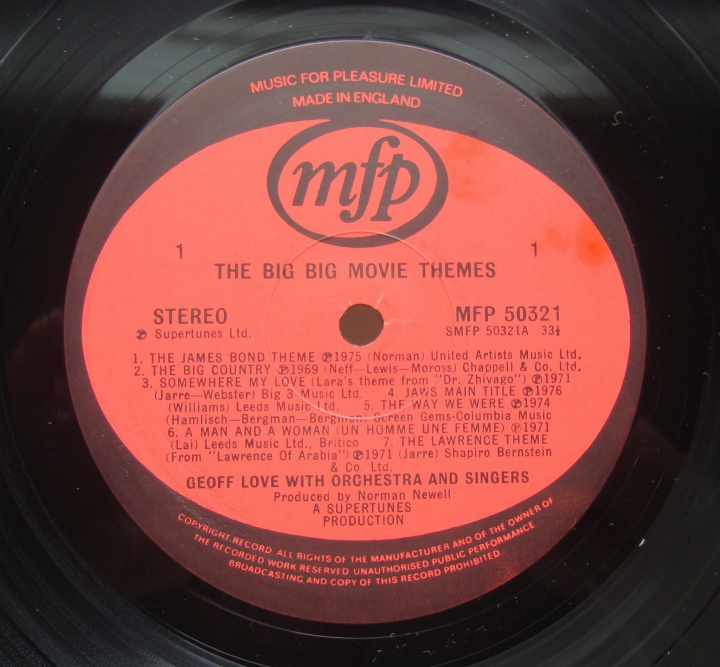 MUSIC FOR PLEASURE LIMITED
MADE IN ENGLAND
mfp
1 1
THE BIG BIG MOVIE THEMES
STEREO MFP 50321
Ⓟ Supertunes Ltd. SMFP 50321A 33⅓
1. THE JAMES BOND THEME Ⓟ1975 (Norman) United Artists Music Ltd.
2. THE BIG COUNTRY Ⓟ1969 (Neff—Lewis—Moross) Chappell & Co. Ltd.
3. SOMEWHERE MY LOVE (Lara's theme from "Dr. Zhivago") Ⓟ1971
(Jarre—Webster) Big 3 Music Ltd. 4. JAWS MAIN TITLE Ⓟ1976
(Williams) Leeds Music Ltd. 5. THE WAY WE WERE Ⓟ1974
(Hamlisch—Bergman—Bergman) Screen Gems-Columbia Music
6. A MAN AND A WOMAN (UN HOMME UNE FEMME) Ⓟ1971
(Lai) Leeds Music Ltd., Britico 7. THE LAWRENCE THEME
(From "Lawrence Of Arabia") Ⓟ1971 (Jarre) Shapiro Bernstein
& Co Ltd.
GEOFF LOVE WITH ORCHESTRA AND SINGERS
Produced by Norman Newell
A SUPERTUNES
PRODUCTION
COPYRIGHT RECORD ALL RIGHTS OF THE MANUFACTURER AND OF THE OWNER OF
THE RECORDED WORK RESERVED UNAUTHORISED PUBLIC PERFORMANCE
BROADCASTING AND COPY OF THIS RECORD PROHIBITED